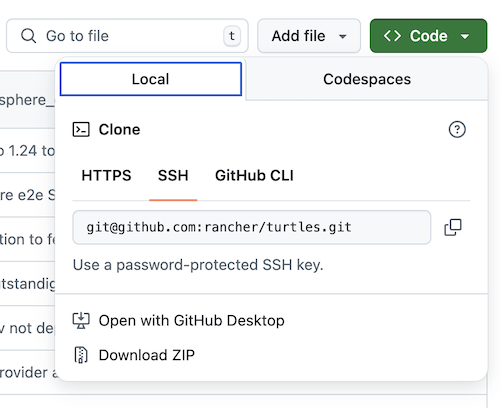 Go to file
t
Add file
Code
Local
Codespaces
sphere_
Clone
1.24 to
HTTPS
SSH
GitHub CLI
re e2e S
git@github.com:rancher/turtles.git
tion to fe
Use a password-protected SSH key.
utstandig
Open with GitHub Desktop
v not de
Download ZIP
rovider a